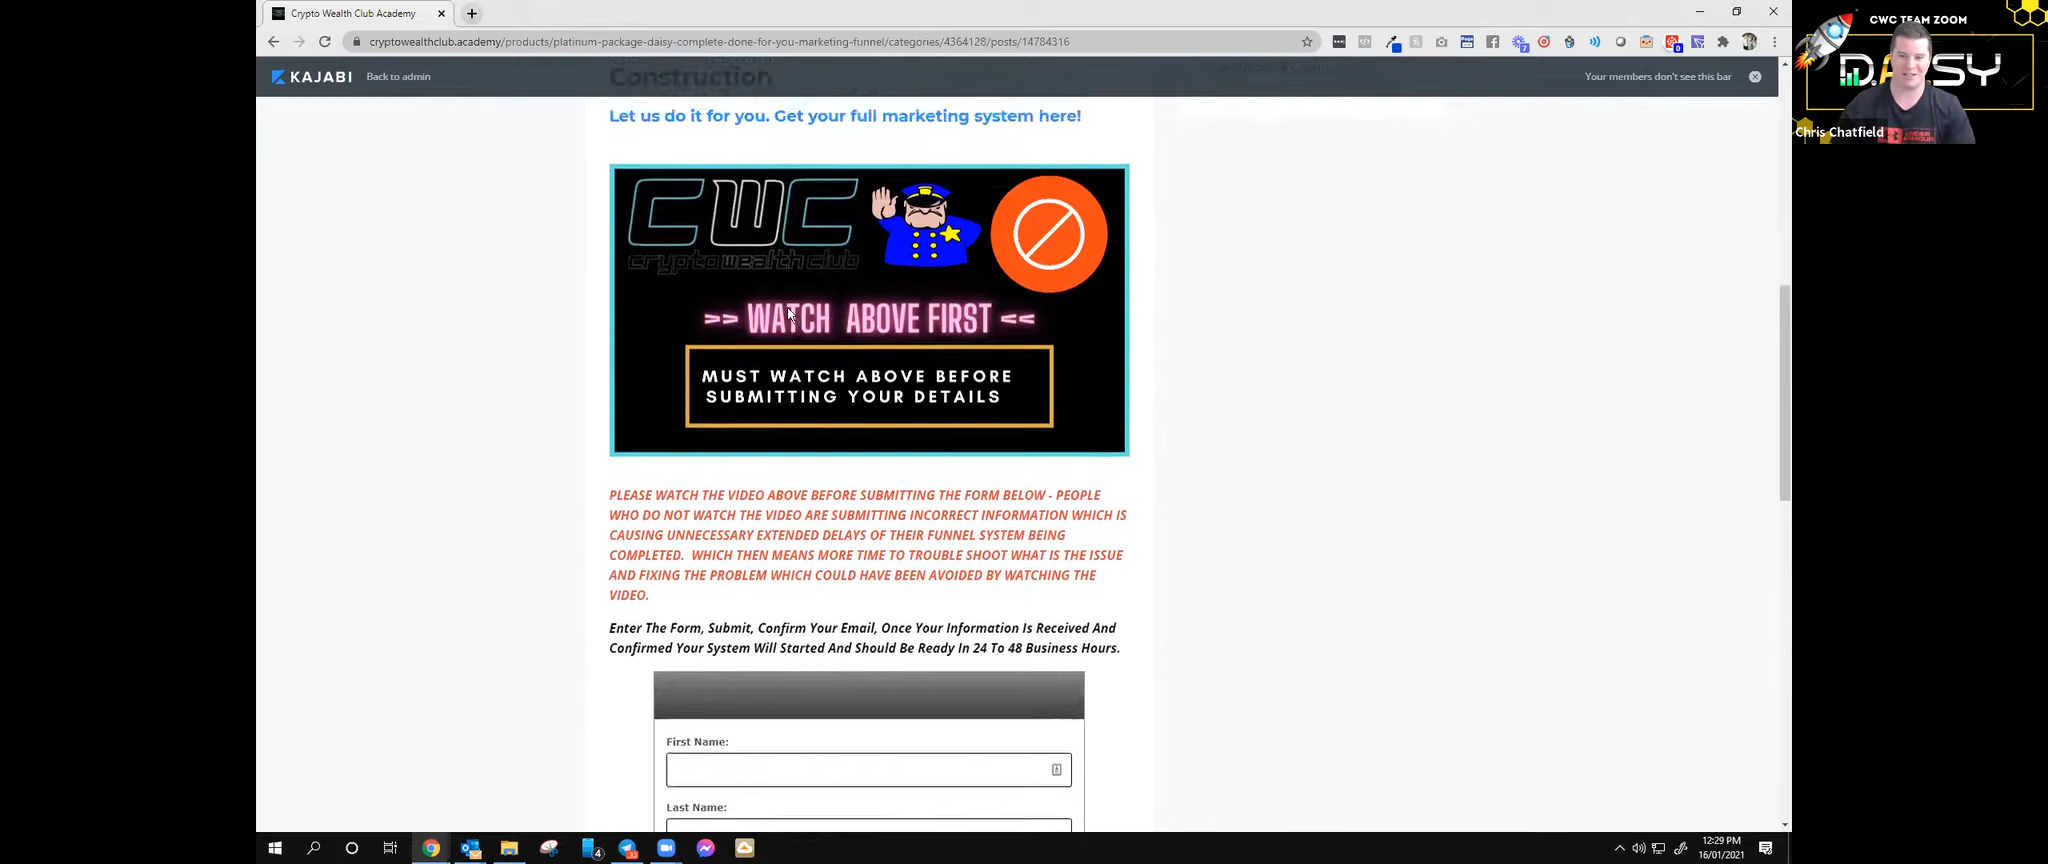 Crypto Wealth Club Academy
cryptowealthclub.academy/products/platinum-package-daisy-complete-done-for-you-marketing-funnel/categories/4364128/posts/14784316
KAJABI
Back to admin
Your members don't see this bar
Construction
Let us do it for you. Get your full marketing system here!
CWC
crypto wealth club
>> WATCH ABOVE FIRST <<
MUST WATCH ABOVE BEFORE
SUBMITTING YOUR DETAILS
PLEASE WATCH THE VIDEO ABOVE BEFORE SUBMITTING THE FORM BELOW - PEOPLE
WHO DO NOT WATCH THE VIDEO ARE SUBMITTING INCORRECT INFORMATION WHICH IS
CAUSING UNNECESSARY EXTENDED DELAYS OF THEIR FUNNEL SYSTEM BEING
COMPLETED. WHICH THEN MEANS MORE TIME TO TROUBLE SHOOT WHAT IS THE ISSUE
AND FIXING THE PROBLEM WHICH COULD HAVE BEEN AVOIDED BY WATCHING THE
VIDEO.
Enter The Form, Submit, Confirm Your Email, Once Your Information Is Received And
Confirmed Your System Will Started And Should Be Ready In 24 To 48 Business Hours.
First Name:
Last Name:
CWC TEAM ZOOM
Chris Chatfield
12:29 PM
16/01/2021